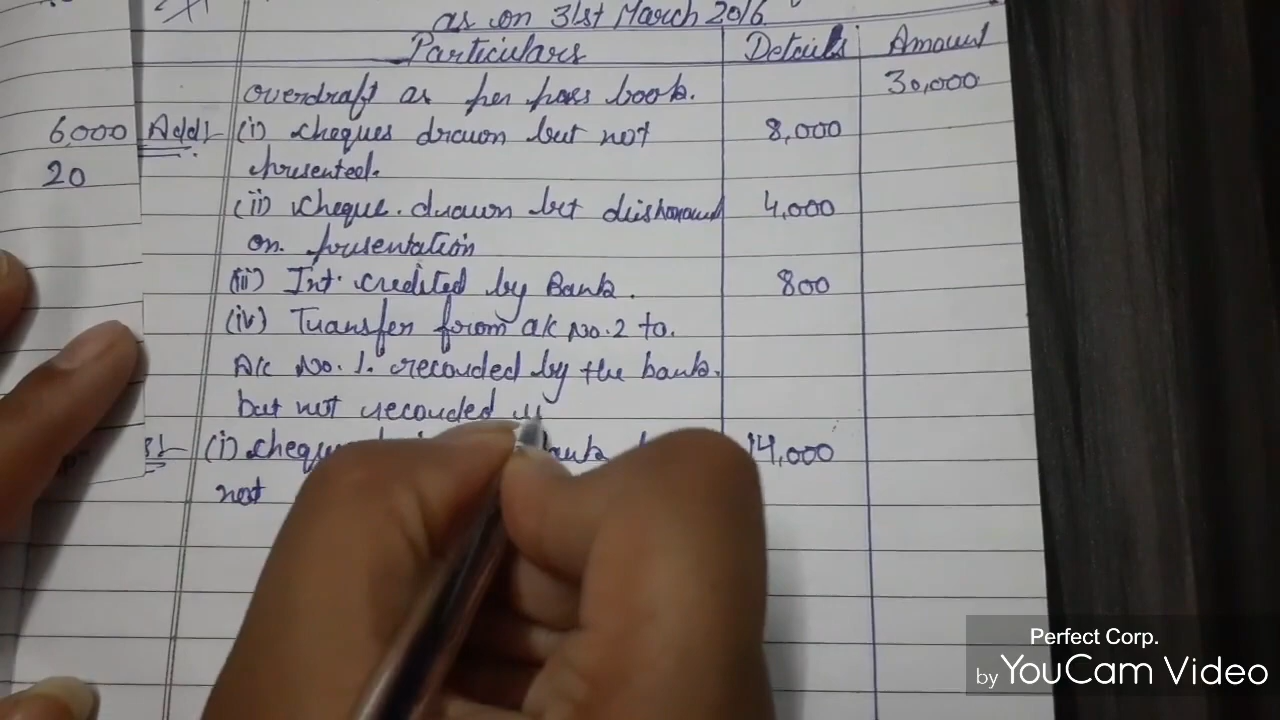 as on 31st March 2016
Particulars Details Amount
overdraft as per pass book. 30,000
6,000 Add:- (i) cheques drawn but not 8,000
20 presented.
(ii) cheque drawn but dishonoured 4,000
on presentation
(iii) Int. credited by Bank. 800
(iv) Transfer from a/c No.2 to.
A/c No. 1. recorded by the bank.
but not recorded
(i) cheque bank 14,000
not
Perfect Corp.
by YouCam Video